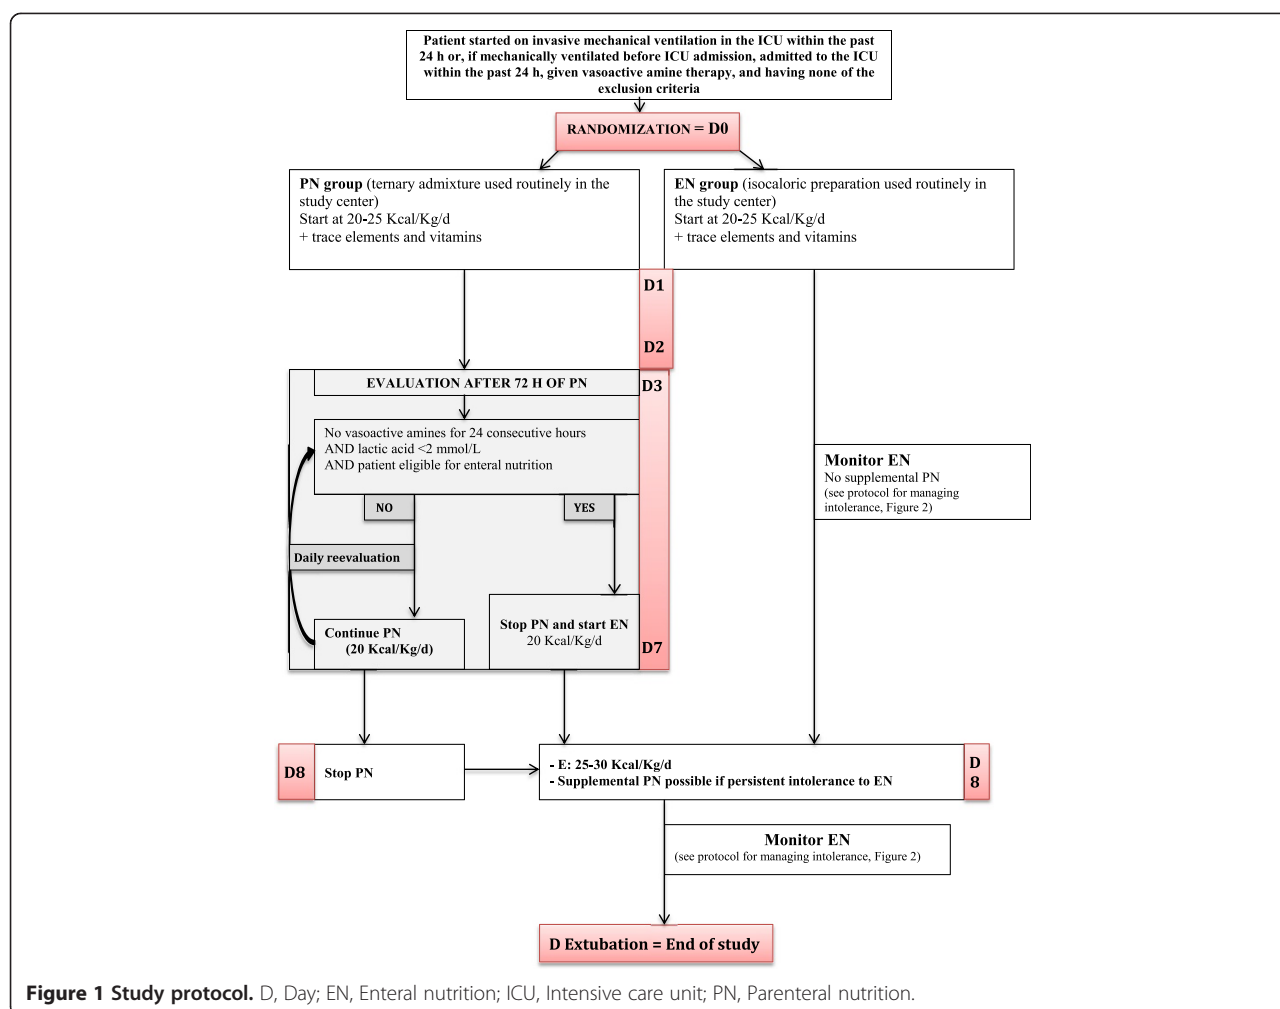 Patient started on invasive mechanical ventilation in the ICU within the past
24 h or, if mechanically ventilated before ICU admission, admitted to the ICU
within the past 24 h, given vasoactive amine therapy, and having none of the
exclusion criteria
RANDOMIZATION = D0
PN group (ternary admixture used routinely in the
study center)
Start at 20-25 Kcal/Kg/d
+ trace elements and vitamins
EN group (isocaloric preparation used routinely in
the study center)
Start at 20-25 Kcal/Kg/d
+ trace elements and vitamins
D1
D2
EVALUATION AFTER 72 H OF PN
D3
No vasoactive amines for 24 consecutive hours
AND lactic acid <2 mmol/L
AND patient eligible for enteral nutrition
Monitor EN
No supplemental PN
(see protocol for managing
intolerance, Figure 2)
NO
YES
Daily reevaluation
Continue PN
(20 Kcal/Kg/d)
Stop PN and start EN
20 Kcal/Kg/d
D7
D8
Stop PN
- E: 25-30 Kcal/Kg/d
- Supplemental PN possible if persistent intolerance to EN
D
8
Monitor EN
(see protocol for managing intolerance, Figure 2)
D Extubation = End of study
Figure 1 Study protocol. D, Day; EN, Enteral nutrition; ICU, Intensive care unit; PN, Parenteral nutrition.